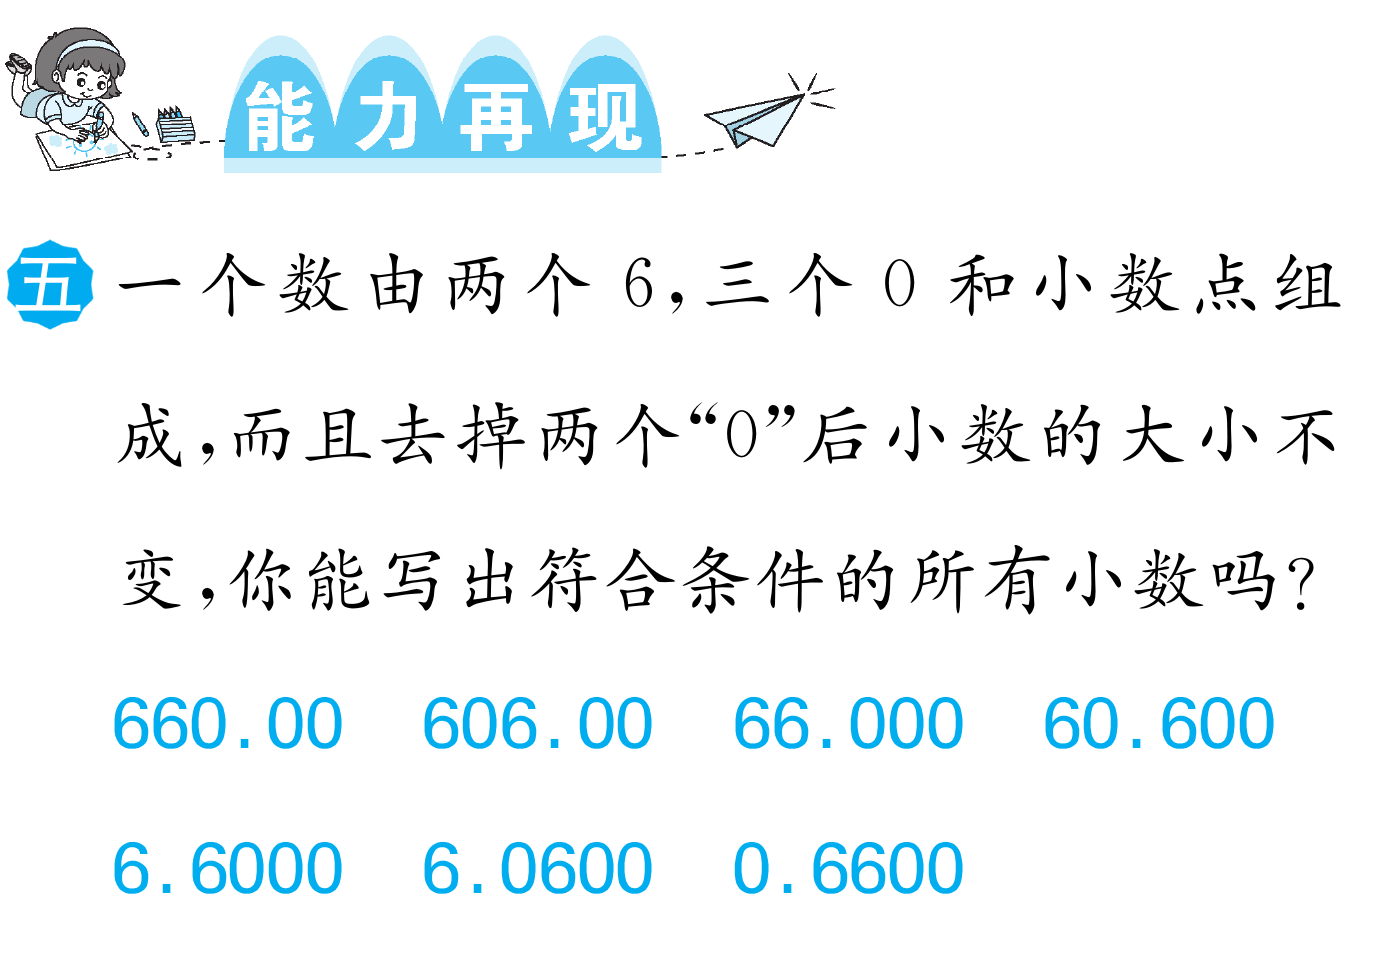 能力再现
五 一个数由两个 6,三个 0 和小数点组
成,而且去掉两个“0”后小数的大小不
变,你能写出符合条件的所有小数吗?
660.00 606.00 66.000 60.600
6.6000 6.0600 0.6600